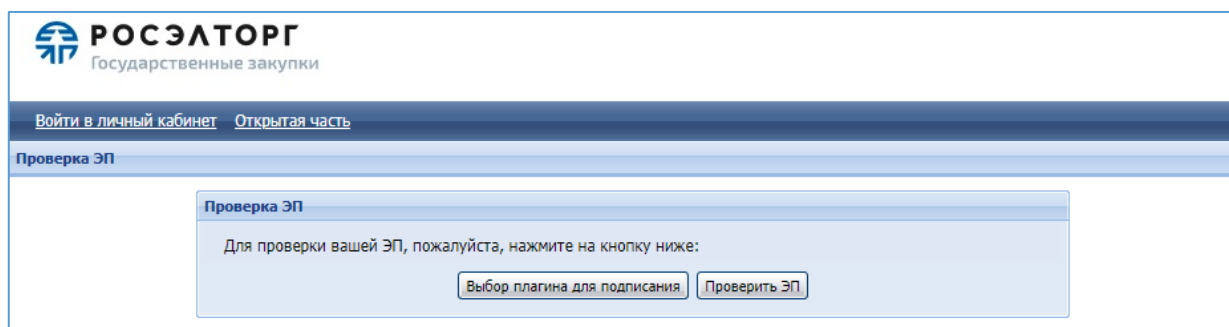 РОСЭЛТОРГ
Государственные закупки
Войти в личный кабинет Открытая часть
Проверка ЭП
Проверка ЭП
Для проверки вашей ЭП, пожалуйста, нажмите на кнопку ниже:
Выбор плагина для подписания Проверить ЭП